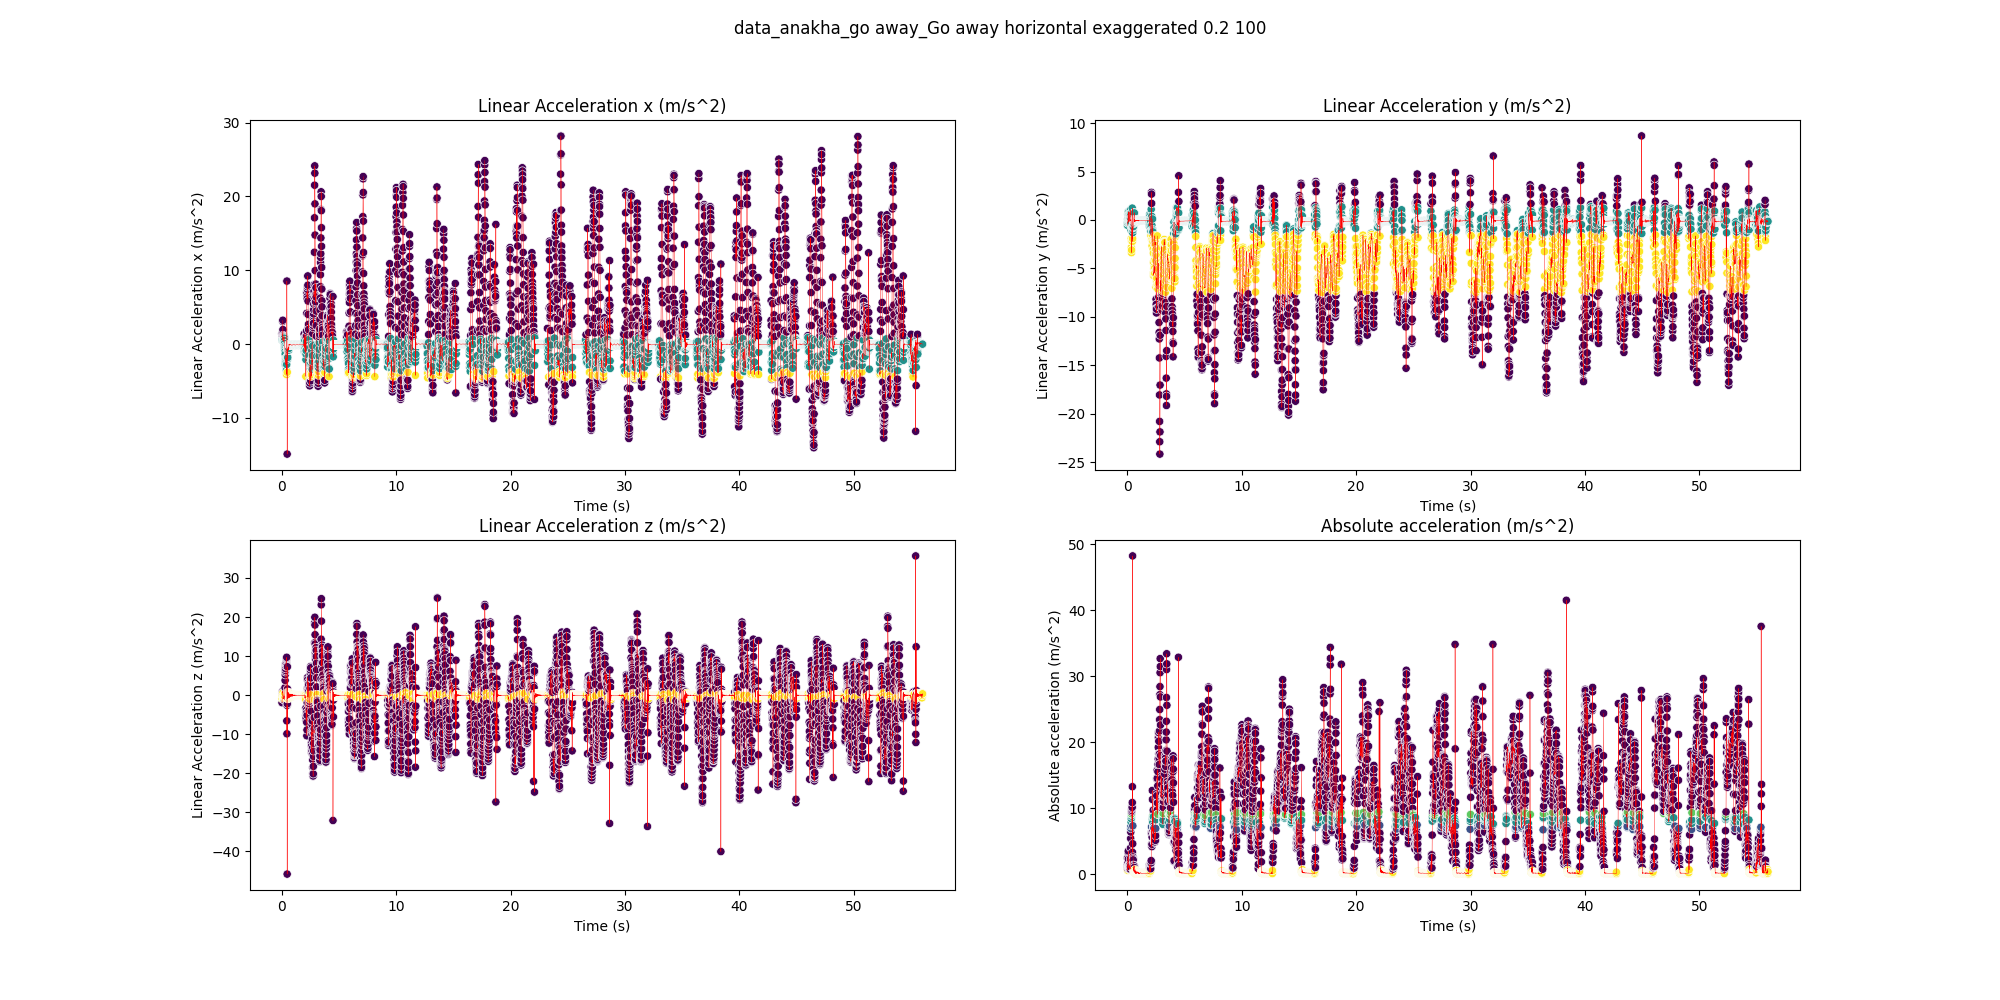 data_anakha_go away_Go away horizontal exaggerated 0.2 100
Linear Acceleration x (m/s^2)
Linear Acceleration x (m/s^2)
30
20
10
0
−10
0 10 20 30 40 50
Time (s)
Linear Acceleration y (m/s^2)
Linear Acceleration y (m/s^2)
10
5
0
−5
−10
−15
−20
−25
0 10 20 30 40 50
Time (s)
Linear Acceleration z (m/s^2)
Linear Acceleration z (m/s^2)
30
20
10
0
−10
−20
−30
−40
0 10 20 30 40 50
Time (s)
Absolute acceleration (m/s^2)
Absolute acceleration (m/s^2)
50
40
30
20
10
0
0 10 20 30 40 50
Time (s)